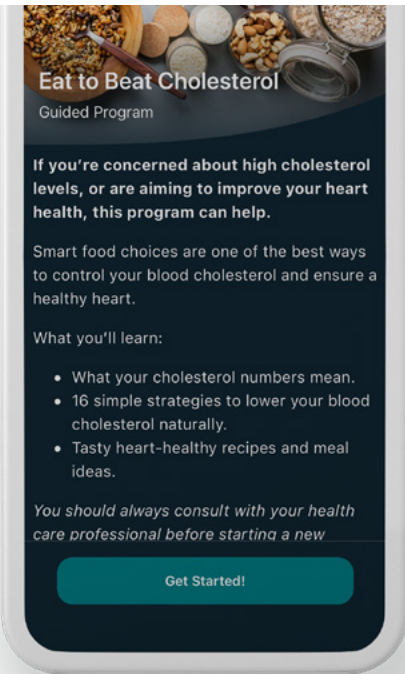 Eat to Beat Cholesterol
Guided Program
If you're concerned about high cholesterol
levels, or are aiming to improve your heart
health, this program can help.
Smart food choices are one of the best ways
to control your blood cholesterol and ensure a
healthy heart.
What you'll learn:
• What your cholesterol numbers mean.
• 16 simple strategies to lower your blood
cholesterol naturally.
• Tasty heart-healthy recipes and meal
ideas.
You should always consult with your health
care professional before starting a new
Get Started!